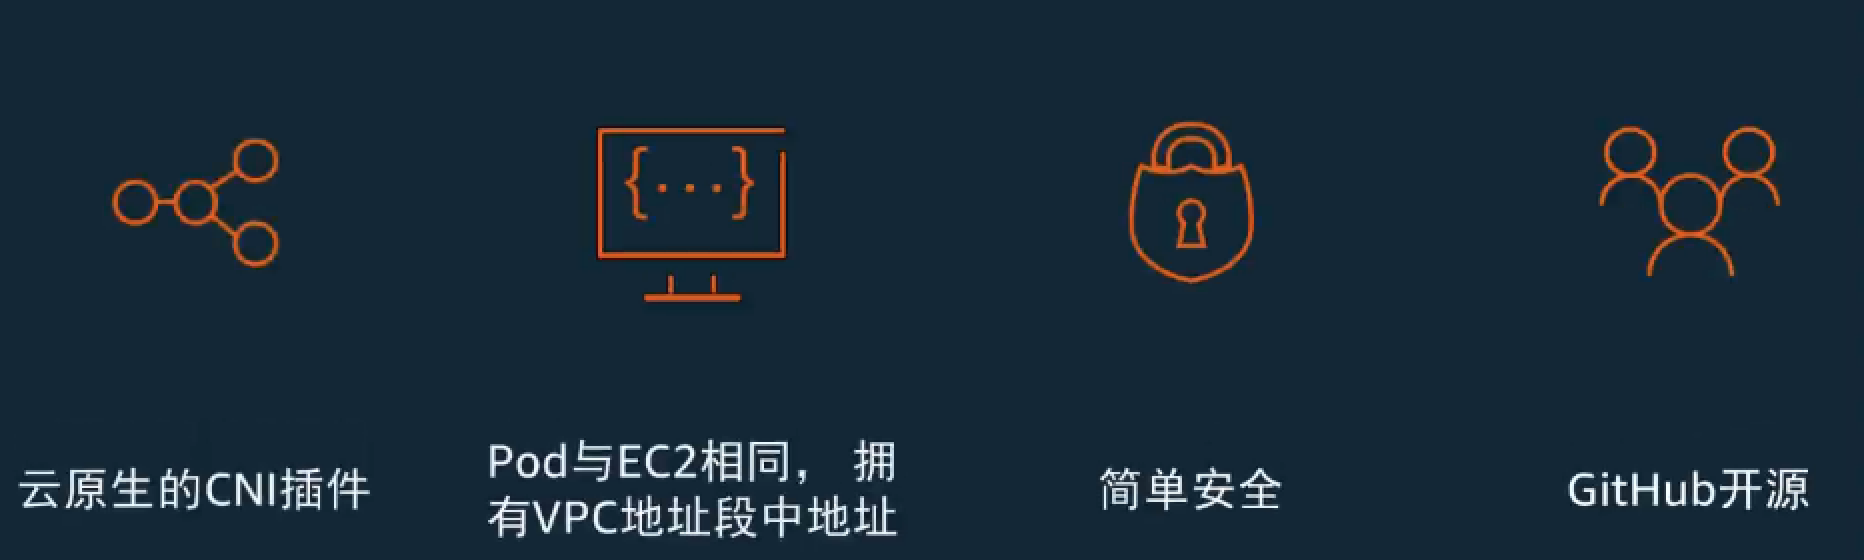 云原生的CNI插件
Pod与EC2相同， 拥
有VPC地址段中地址
简单安全
GitHub开源